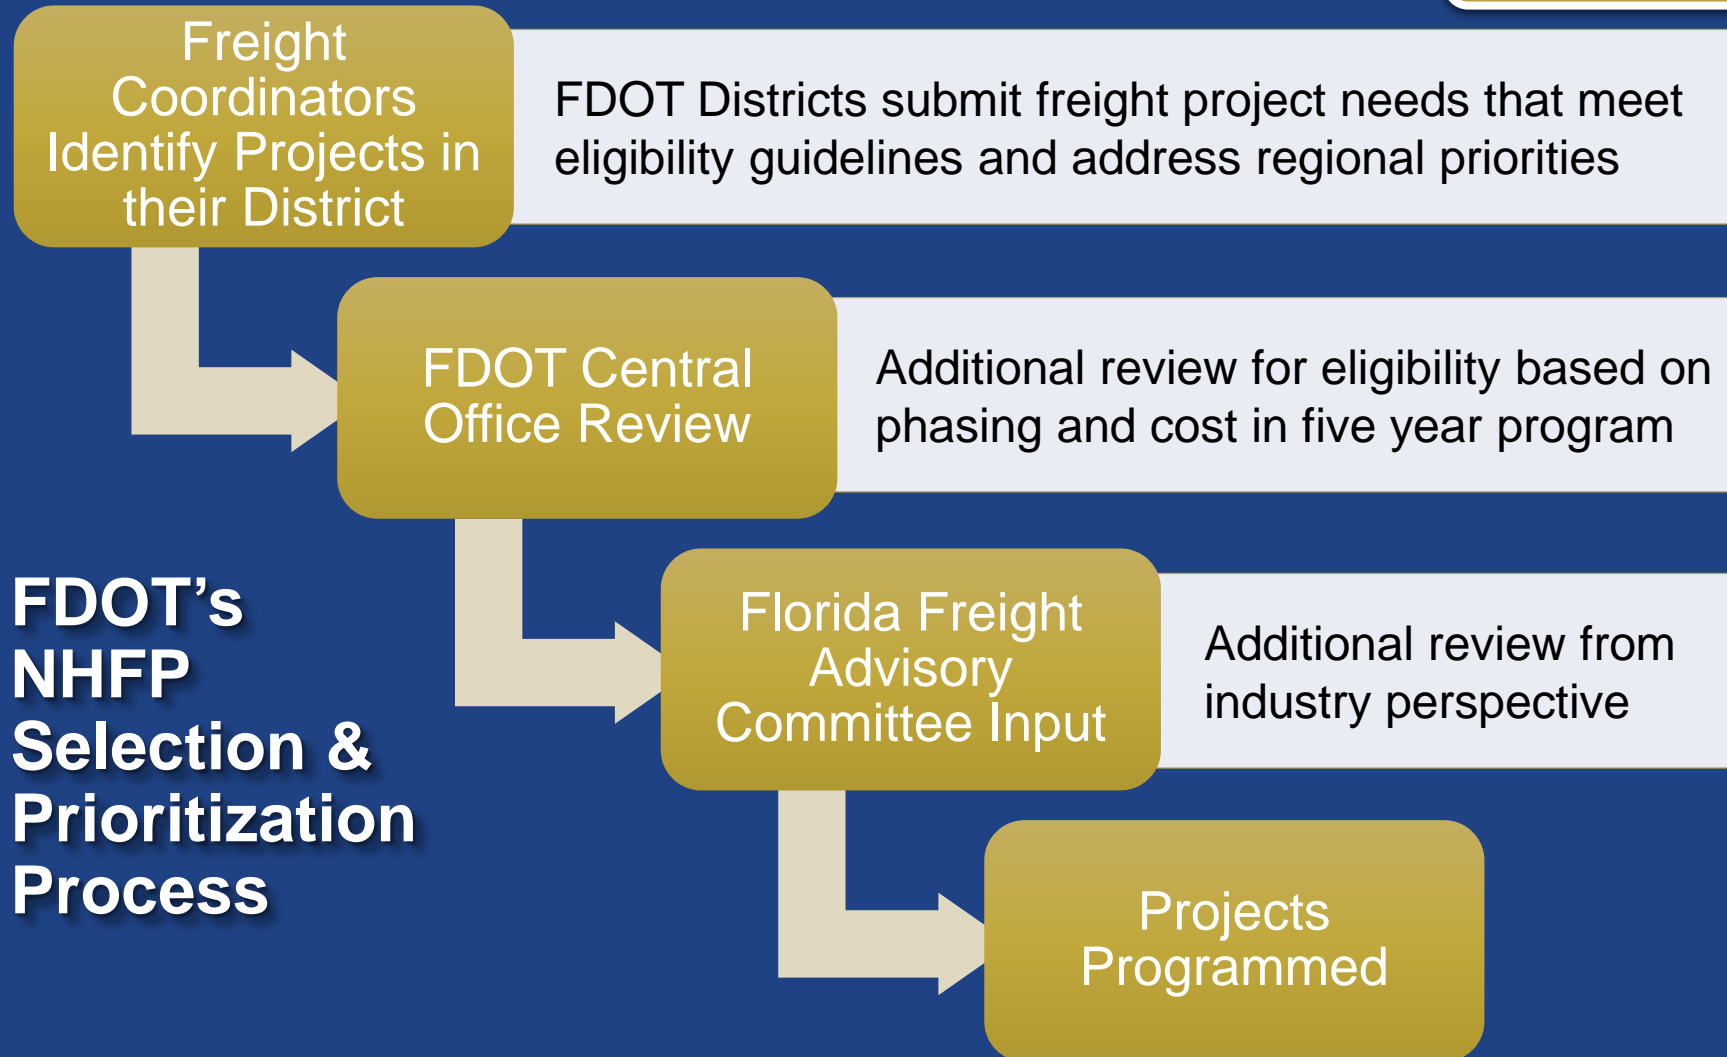 Freight
Coordinators
Identify Projects in
their District
FDOT Districts submit freight project needs that meet
eligibility guidelines and address regional priorities
FDOT Central
Office Review
Additional review for eligibility based on
phasing and cost in five year program
Florida Freight
Advisory
Committee Input
Additional review from
industry perspective
Projects
Programmed
FDOT’s
NHFP
Selection &
Prioritization
Process